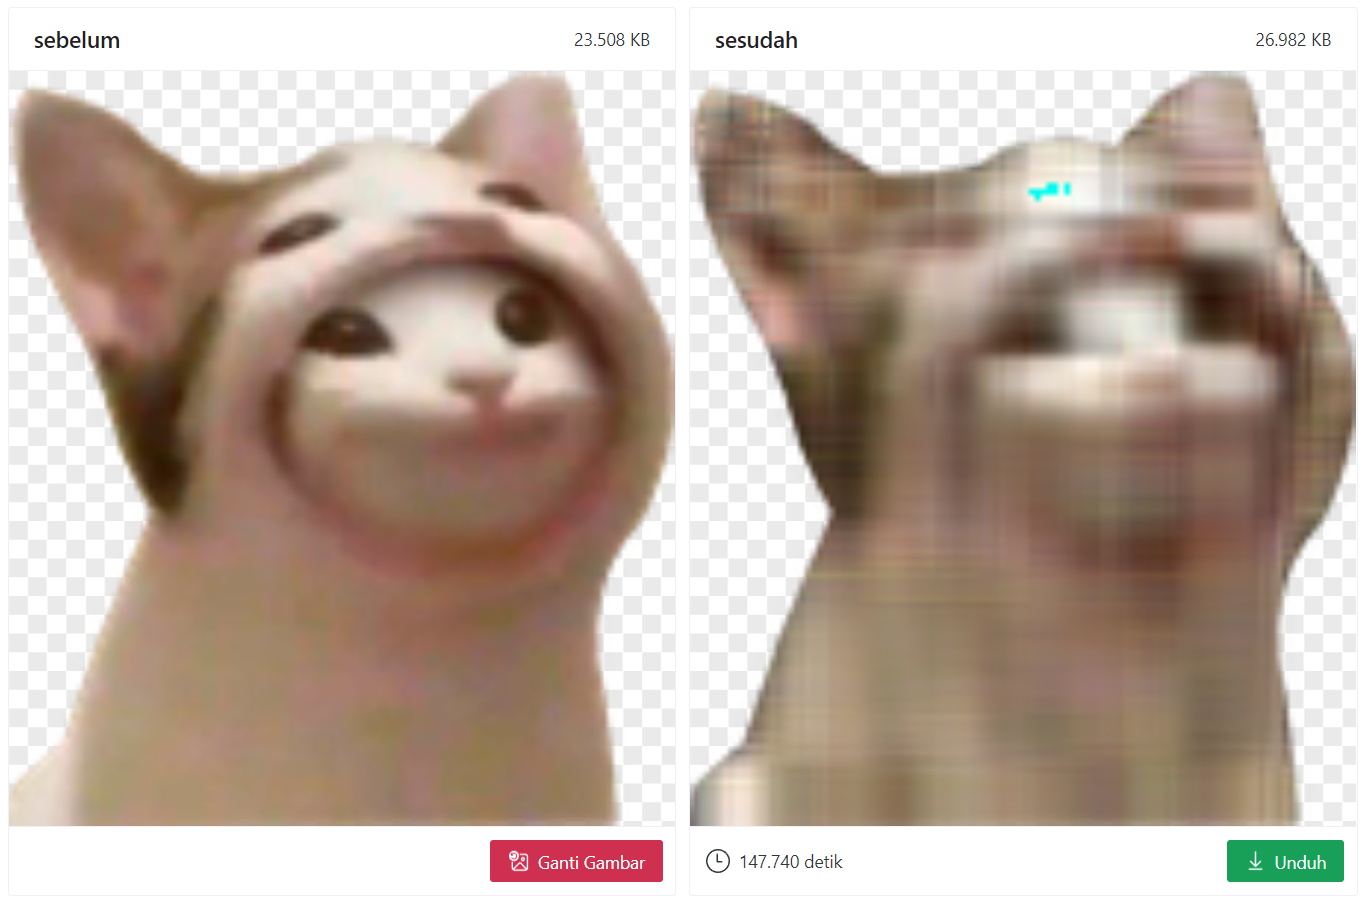 sebelum 23.508 KB
sesudah 26.982 KB
Ganti Gambar
147.740 detik
Unduh